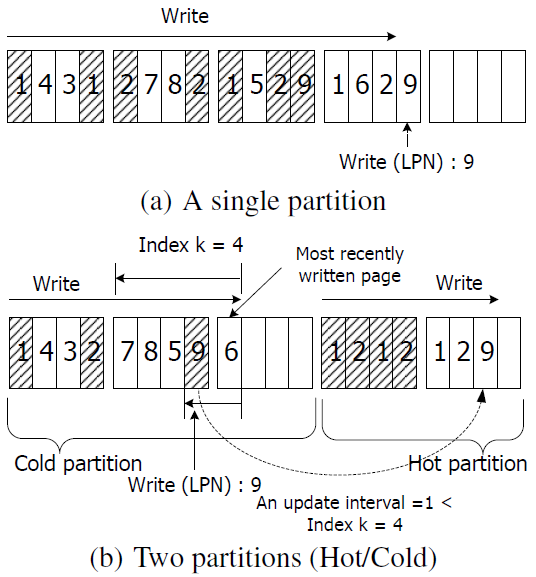 Write
1 4 3 1 2 7 8 2 1 5 2 9 1 6 2 9
Write (LPN) : 9
(a) A single partition
Index k = 4
Most recently
written page
Write
Write
1 4 3 2 7 8 5 9 6 1 2 1 2 1 2 9
Cold partition
Hot partition
Write (LPN) : 9
An update interval =1 <
Index k = 4
(b) Two partitions (Hot/Cold)